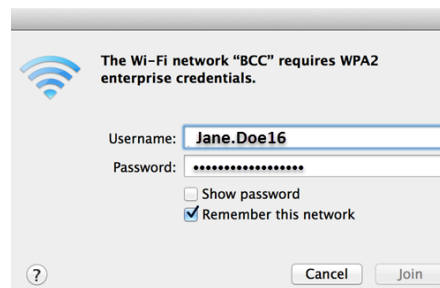 The Wi-Fi network “BCC” requires WPA2
enterprise credentials.
Username: Jane.Doe16
Password: ••••••••••••••••••
Show password
Remember this network
? Cancel Join